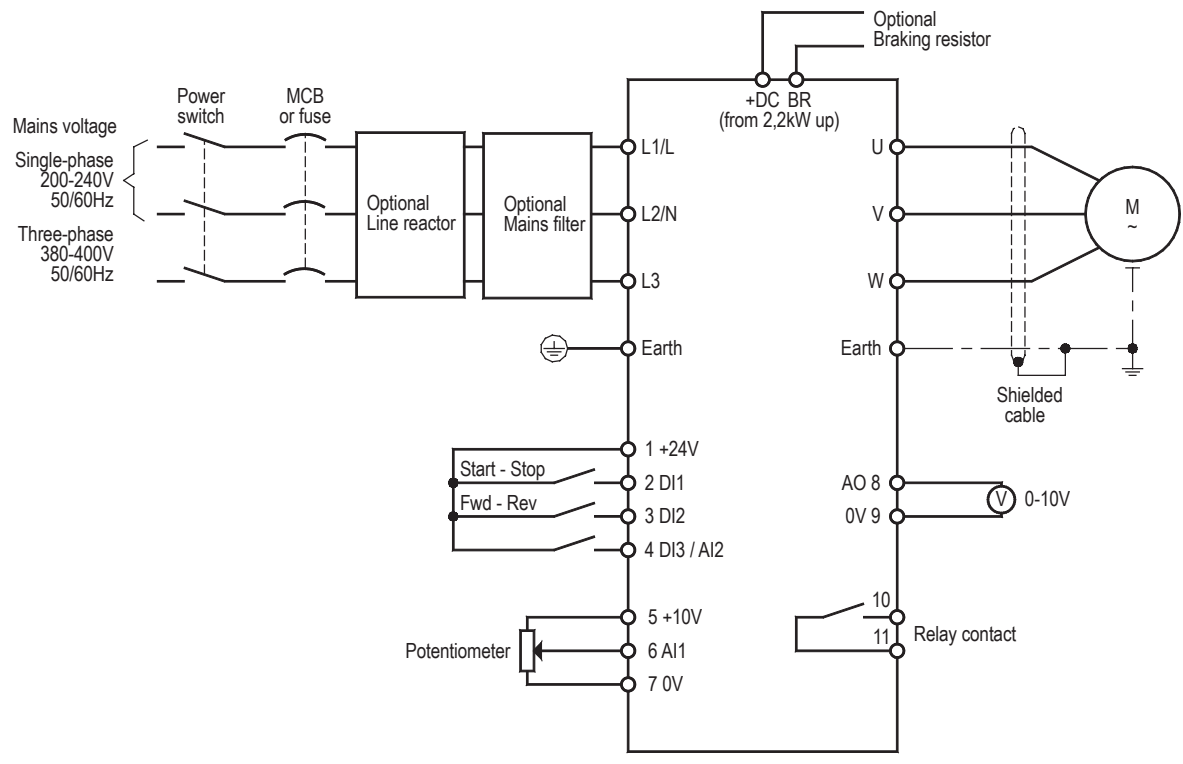 Optional
Braking resistor
+DC BR
(from 2,2kW up)
Power
switch
MCB
or fuse
Mains voltage
Single-phase
200-240V
50/60Hz
Three-phase
380-400V
50/60Hz
Optional
Line reactor
Optional
Mains filter
L1/L
L2/N
L3
Earth
U
V
W
Earth
M
~
Shielded
cable
1 +24V
Start - Stop
2 DI1
Fwd - Rev
3 DI2
4 DI3 / AI2
AO 8
0V 9
V
0-10V
5 +10V
Potentiometer
6 AI1
7 0V
10
11
Relay contact